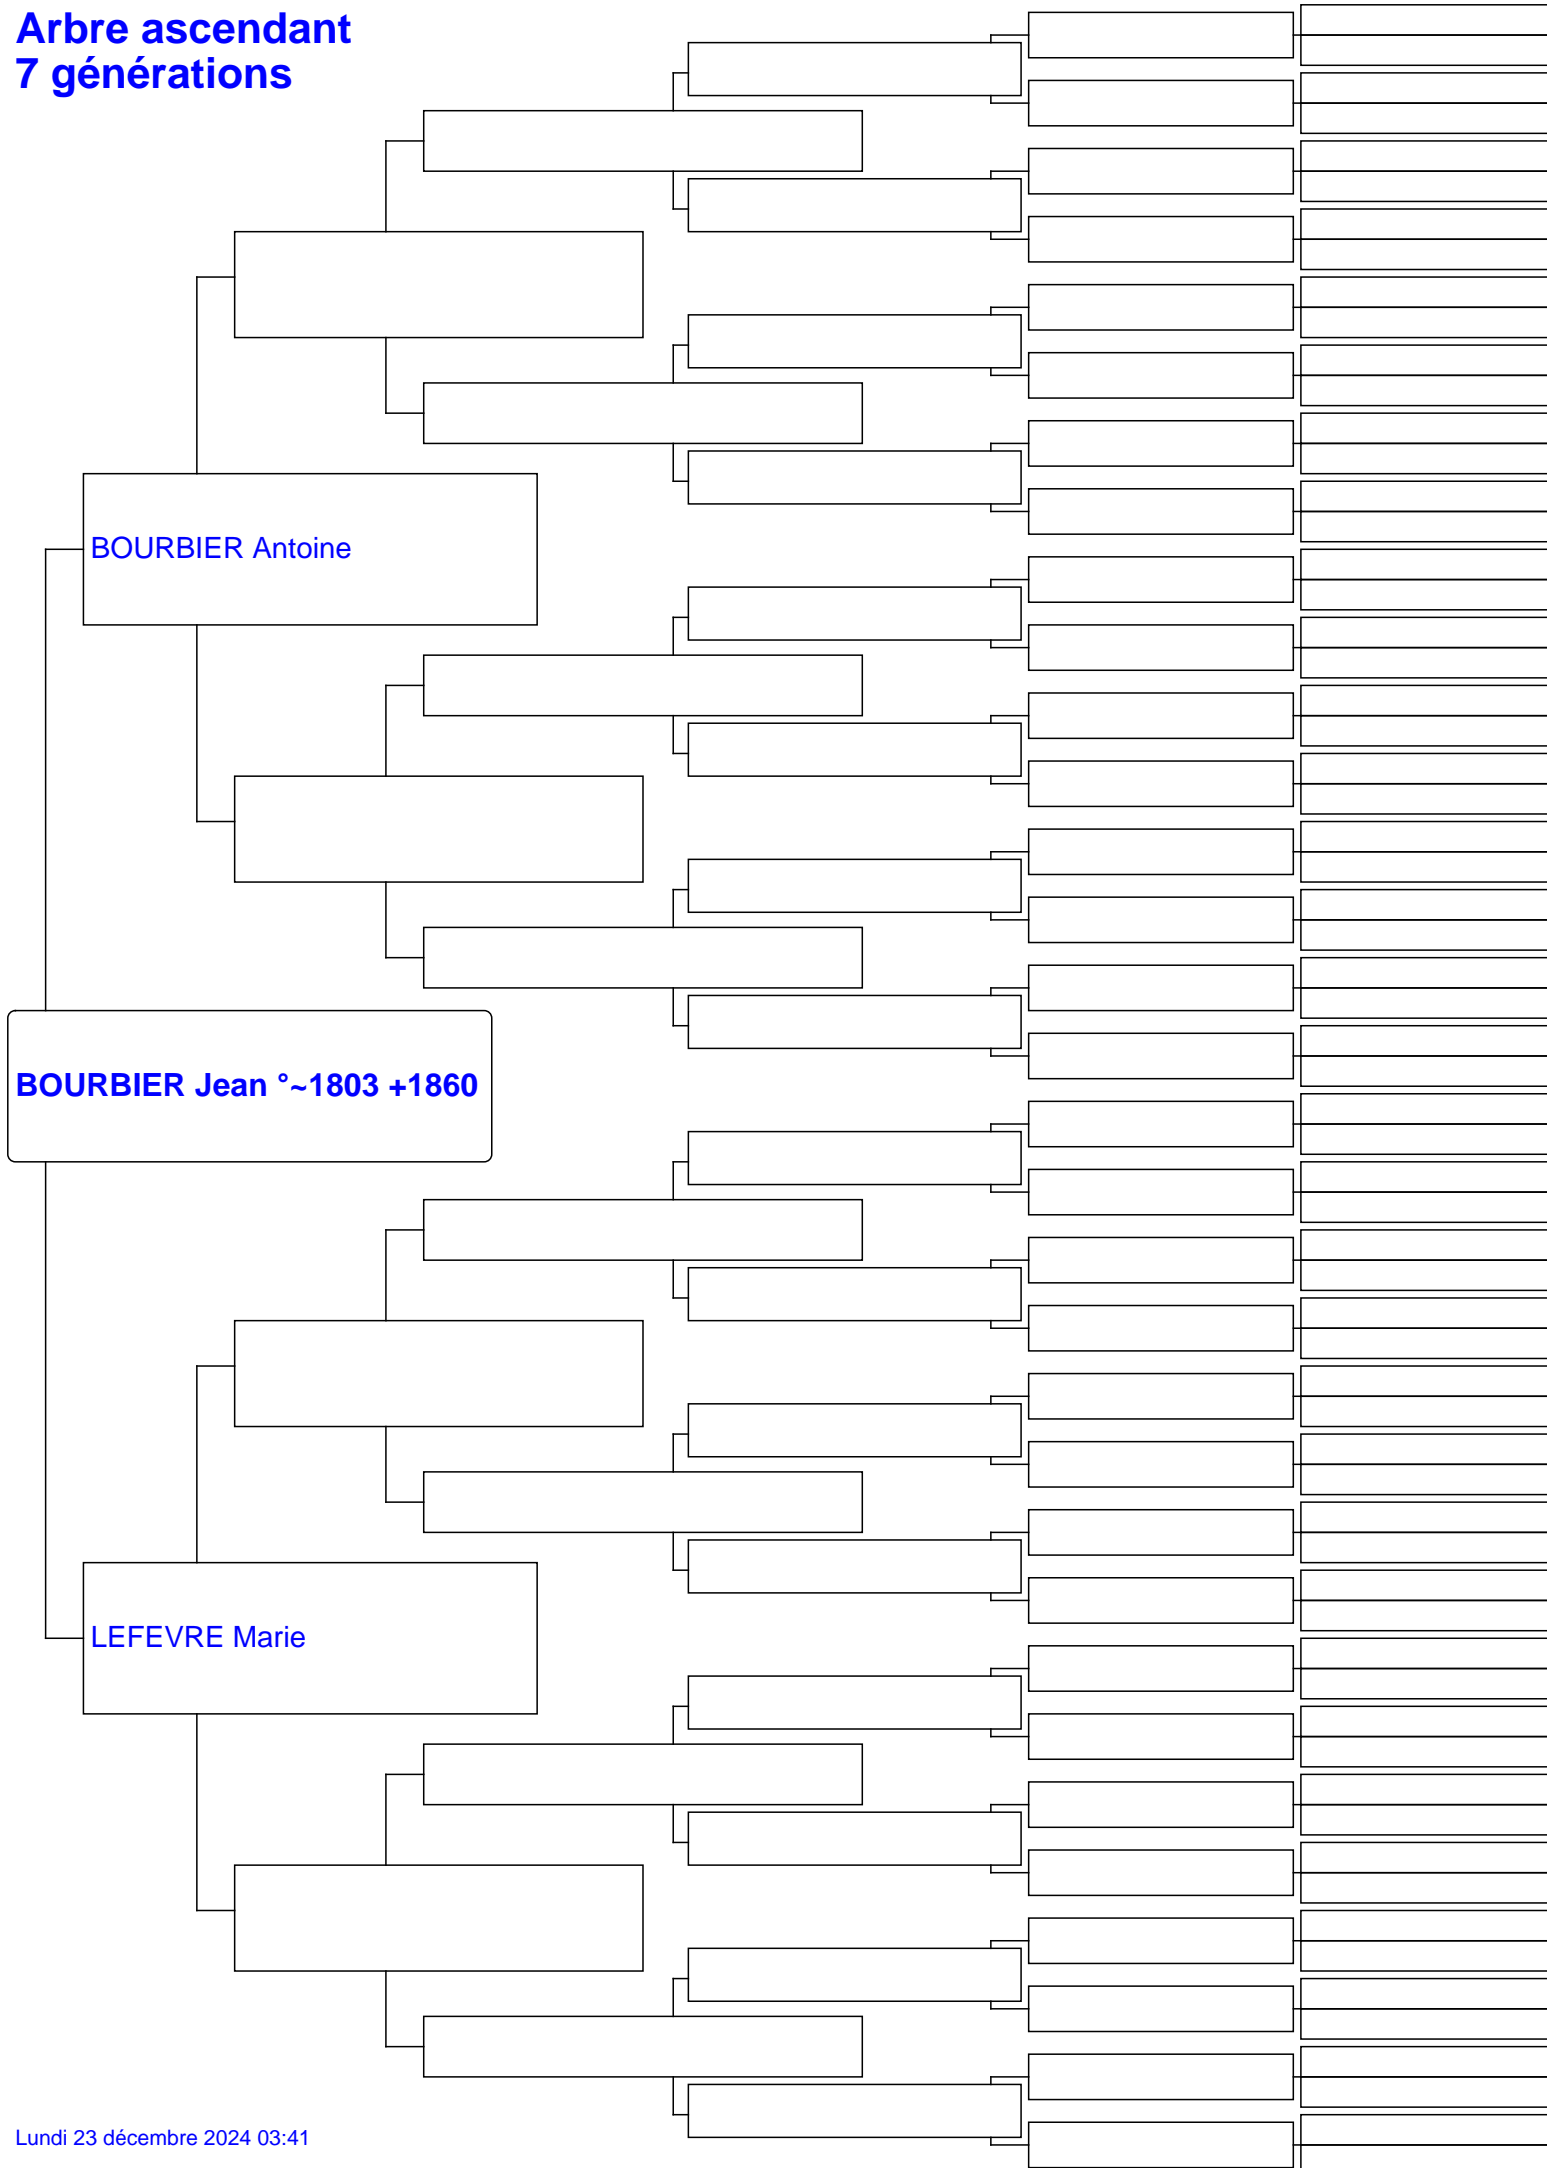 Arbre ascendant
7 générations
BOURBIER Antoine
BOURBIER Jean °~1803 +1860
LEFEVRE Marie
Lundi 23 décembre 2024 03:41